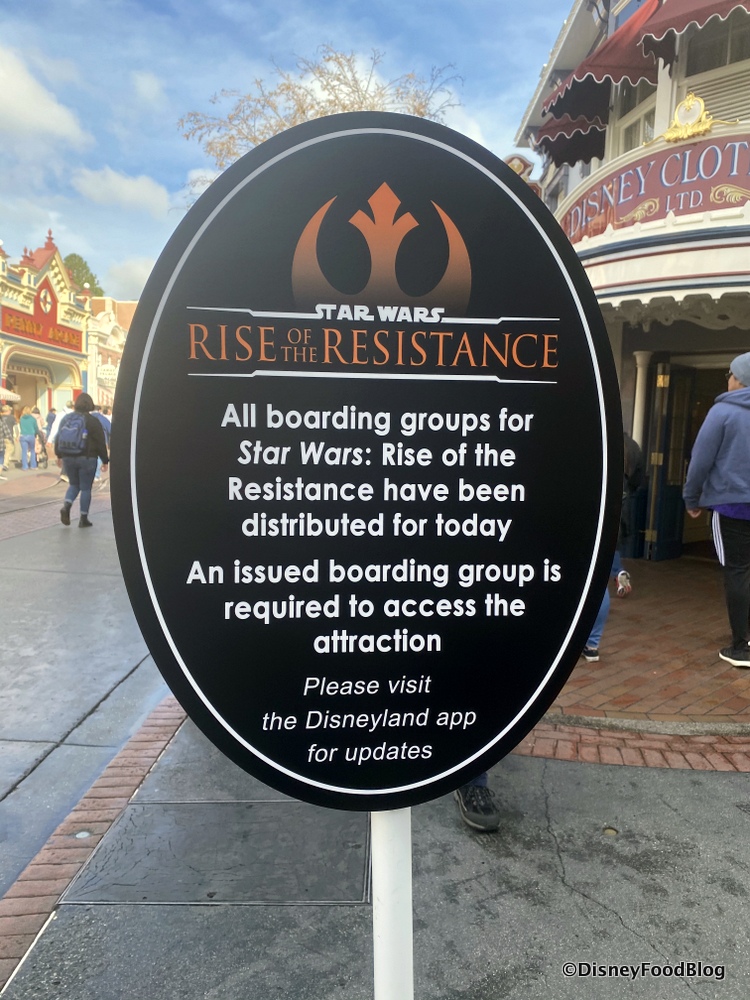 DISNEY CLOT
LTD.
PENNY ARCADE
STAR WARS
RISE OF THE RESISTANCE
All boarding groups for
Star Wars: Rise of the
Resistance have been
distributed for today
An issued boarding group is
required to access the
attraction
Please visit
the Disneyland app
for updates
©DisneyFoodBlog